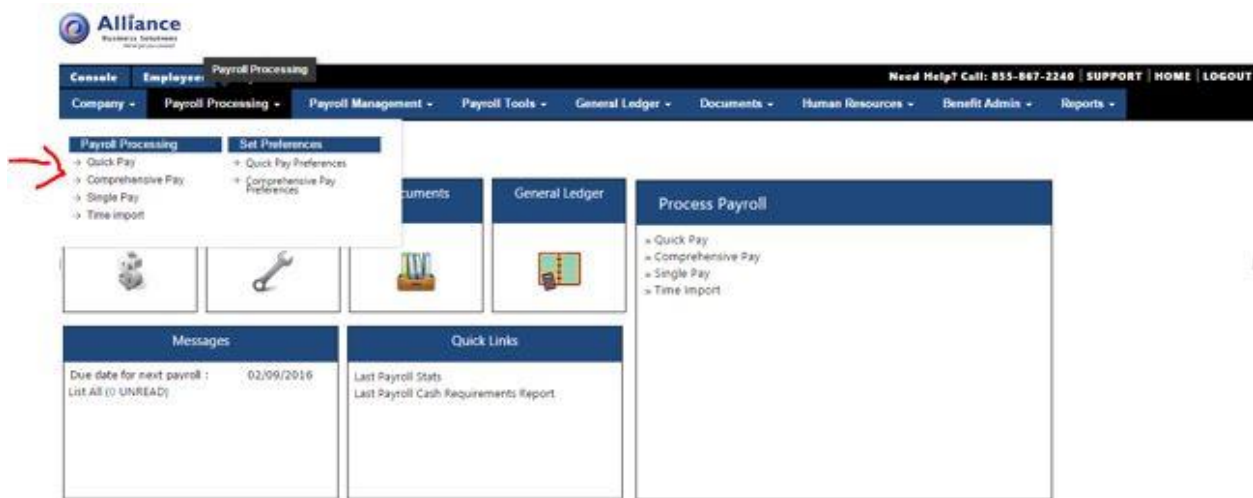 Alliance
Business Solutions
Console Employee
Payroll Processing
Need Help? Call: 855-867-2240 | SUPPORT | HOME | LOGOUT
Company Payroll Processing Payroll Management Payroll Tools General Ledger Documents Human Resources Benefit Admin Reports
Payroll Processing
Quick Pay
Comprehensive Pay
Single Pay
Time import
Set Preferences
Quick Pay Preferences
Comprehensive Pay
Preferences
cuments
General Ledger
Process Payroll
» Quick Pay
» Comprehensive Pay
» Single Pay
» Time Import
Messages
Due date for next payroll : 02/09/2016
List All (0 UNREAD)
Quick Links
Last Payroll Stats
Last Payroll Cash Requirements Report